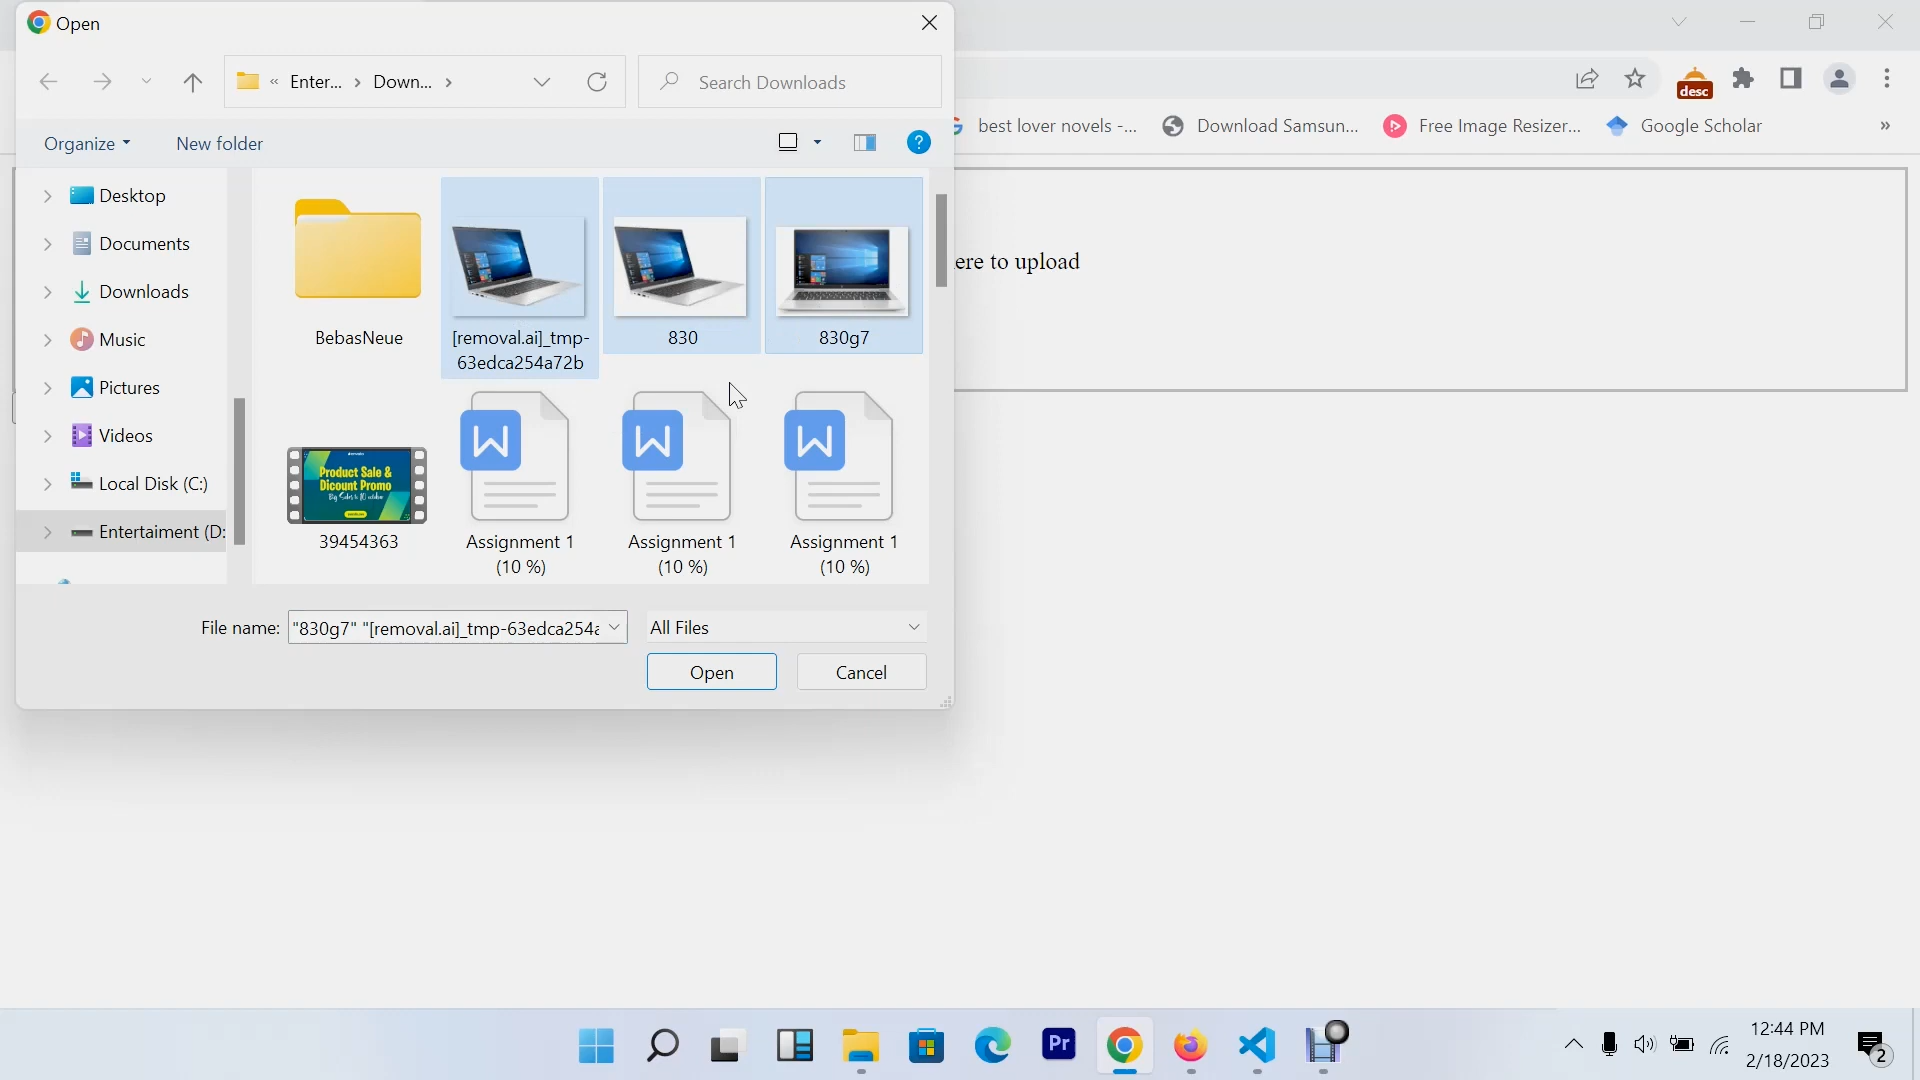 Open
« Enter... › Down... ›
Search Downloads
desc
best lover novels -...
Download Samsun...
Free Image Resizer...
Google Scholar
»
Organize
New folder
Desktop
Documents
Downloads
Music
Pictures
Videos
Local Disk (C:)
Entertaiment (D:
BebasNeue
[removal.ai]_tmp-
63edca254a72b
830
830g7
ere to upload
W
W
W
Product Sale &
Dicount Promo
39454363
Assignment 1
(10 %)
Assignment 1
(10 %)
Assignment 1
(10 %)
File name: "830g7" "[removal.ai]_tmp-63edca254a
All Files
Open
Cancel
Pr
12:44 PM
2/18/2023
2